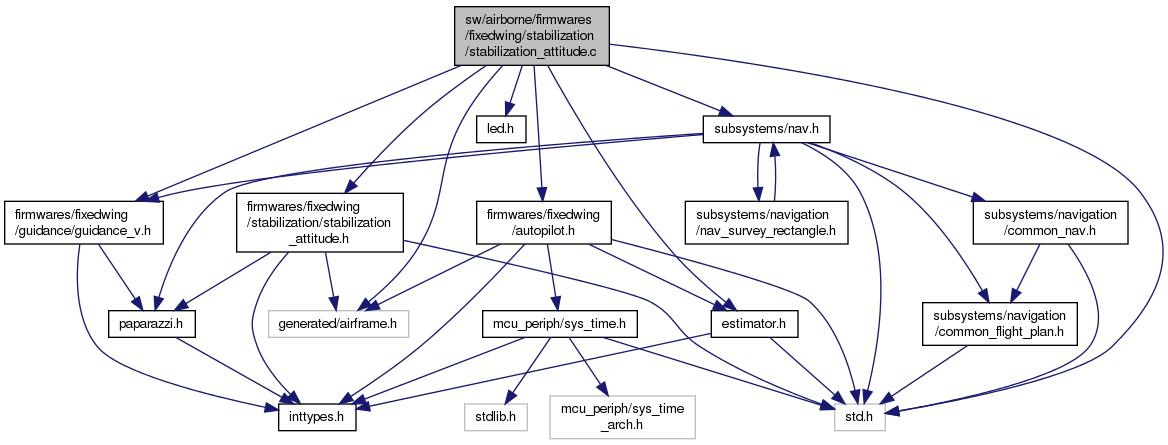 sw/airborne/firmwares
/fixedwing/stabilization
/stabilization_attitude.c
led.h
subsystems/nav.h
firmwares/fixedwing
/guidance/guidance_v.h
firmwares/fixedwing
/stabilization/stabilization
_attitude.h
firmwares/fixedwing
/autopilot.h
subsystems/navigation
/nav_survey_rectangle.h
subsystems/navigation
/common_nav.h
paparazzi.h
generated/airframe.h
mcu_periph/sys_time.h
estimator.h
subsystems/navigation
/common_flight_plan.h
inttypes.h
stdlib.h
mcu_periph/sys_time
_arch.h
std.h